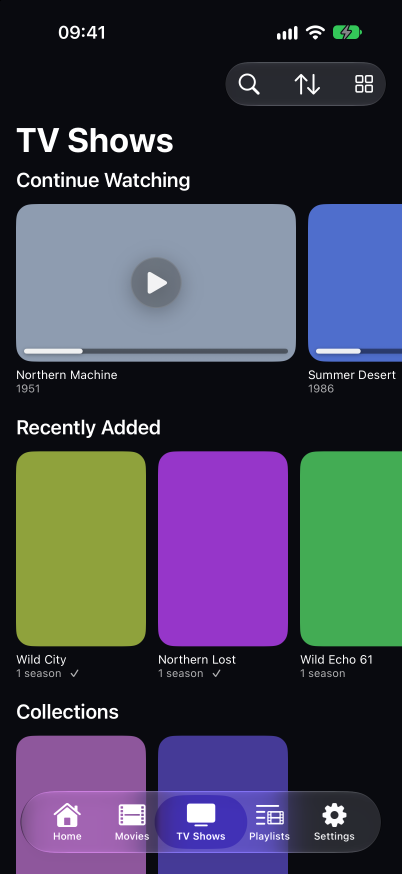 09:41
TV Shows
Continue Watching
Northern Machine
1951
Summer Desert
1986
Recently Added
Wild City
1 season
Northern Lost
1 season
Wild Echo 61
1 season
Collections
Home
Movies
TV Shows
Playlists
Settings